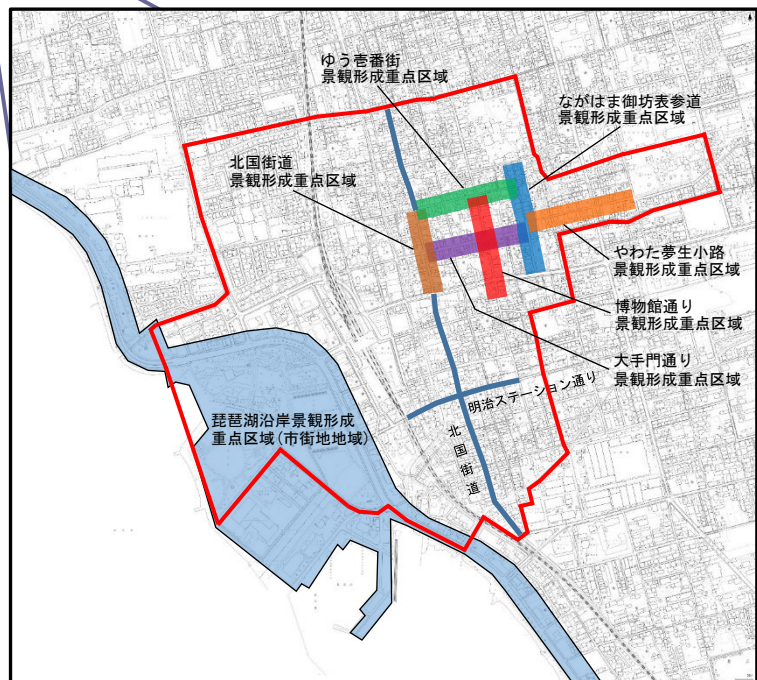 ゆう壱番街
景観形成重点区域
ながはま御坊表参道
景観形成重点区域
北国街道
景観形成重点区域
やわた夢生小路
景観形成重点区域
博物館通り
景観形成重点区域
大手門通り
景観形成重点区域
明治ステーション通り
北国街道
琵琶湖沿岸景観形成
重点区域(市街地地域)